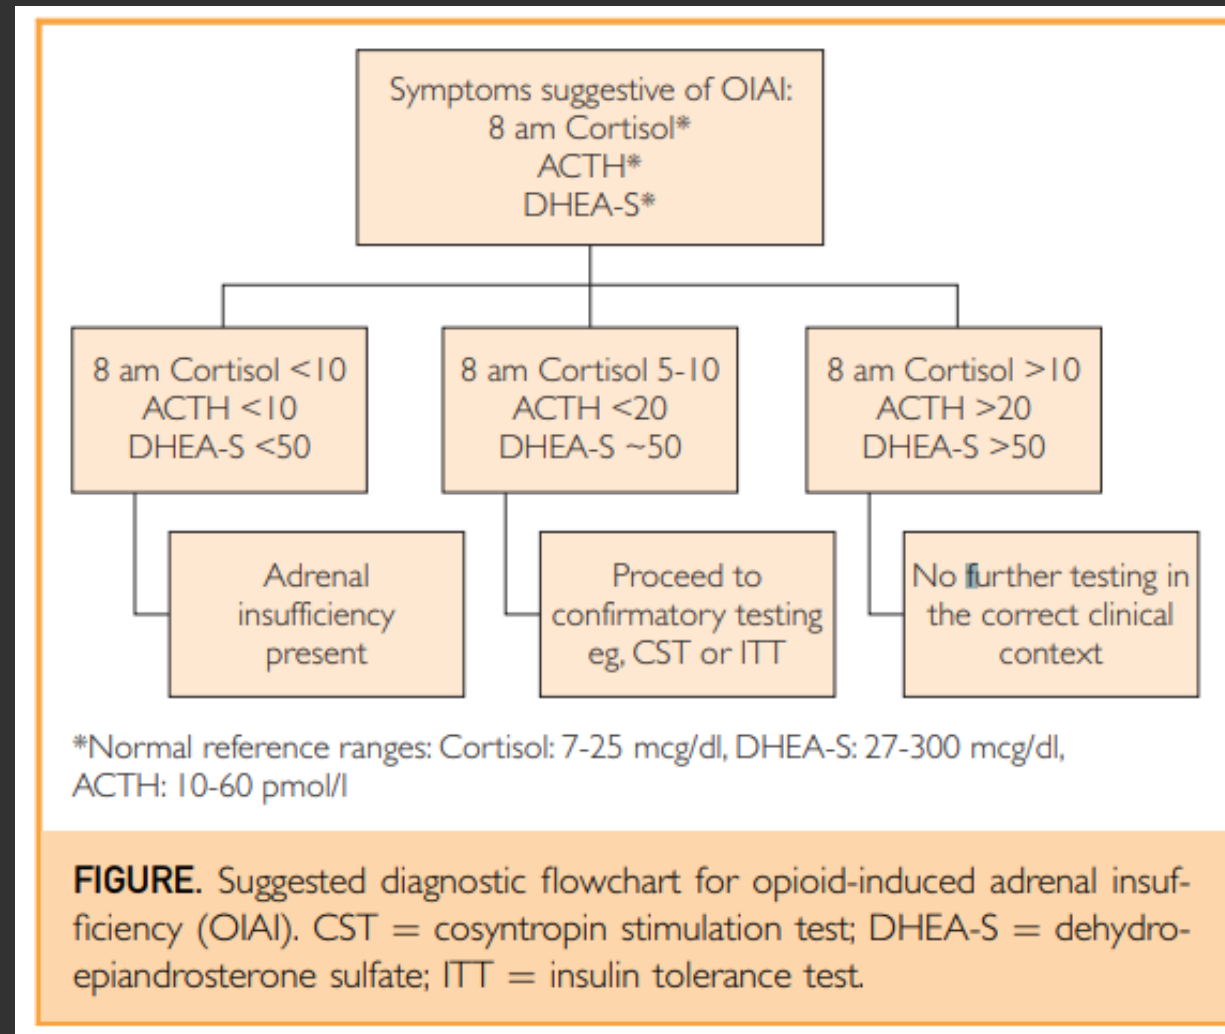 Symptoms suggestive of OIAI:
8 am Cortisol*
ACTH*
DHEA-S*
8 am Cortisol <10
ACTH <10
DHEA-S <50
8 am Cortisol 5-10
ACTH <20
DHEA-S ~50
8 am Cortisol >10
ACTH >20
DHEA-S >50
Adrenal
insufficiency
present
Proceed to
confirmatory testing
eg, CST or ITT
No further testing in
the correct clinical
context
*Normal reference ranges: Cortisol: 7-25 mcg/dl, DHEA-S: 27-300 mcg/dl,
ACTH: 10-60 pmol/l
FIGURE. Suggested diagnostic flowchart for opioid-induced adrenal insuf-
ficiency (OIAI). CST = cosyntropin stimulation test; DHEA-S = dehydro-
epiandrosterone sulfate; ITT = insulin tolerance test.